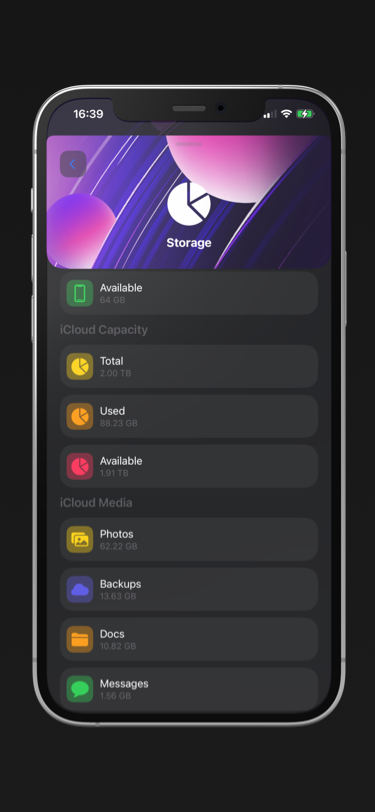 16:39
Storage
Available
64 GB
iCloud Capacity
Total
2.00 TB
Used
88.23 GB
Available
1.91 TB
iCloud Media
Photos
62.22 GB
Backups
13.63 GB
Docs
10.82 GB
Messages
1.56 GB